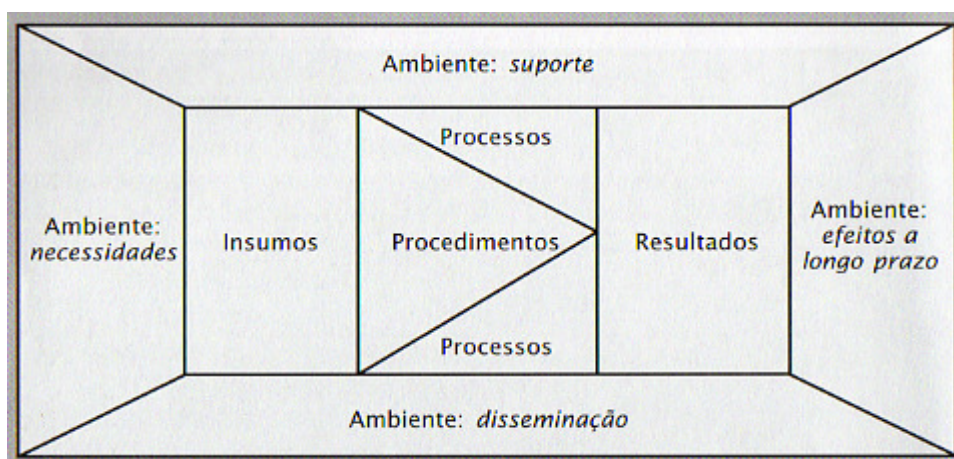 Ambiente: suporte
Processos
Ambiente:
necessidades
Insumos
Procedimentos
Resultados
Ambiente:
efeitos a
longo prazo
Processos
Ambiente: disseminação